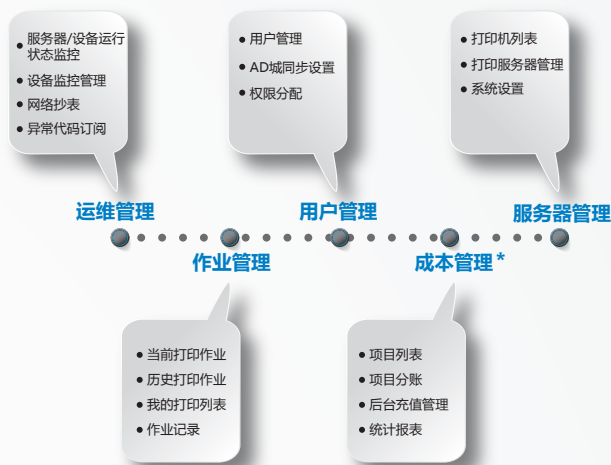 服务器/设备运行
状态监控
设备监控管理
网络抄表
异常代码订阅
用户管理
AD城同步设置
权限分配
打印机列表
打印服务器管理
系统设置
运维管理
用户管理
服务器管理
作业管理
成本管理*
当前打印作业
历史打印作业
我的打印列表
作业记录
项目列表
项目分账
后台充值管理
统计报表